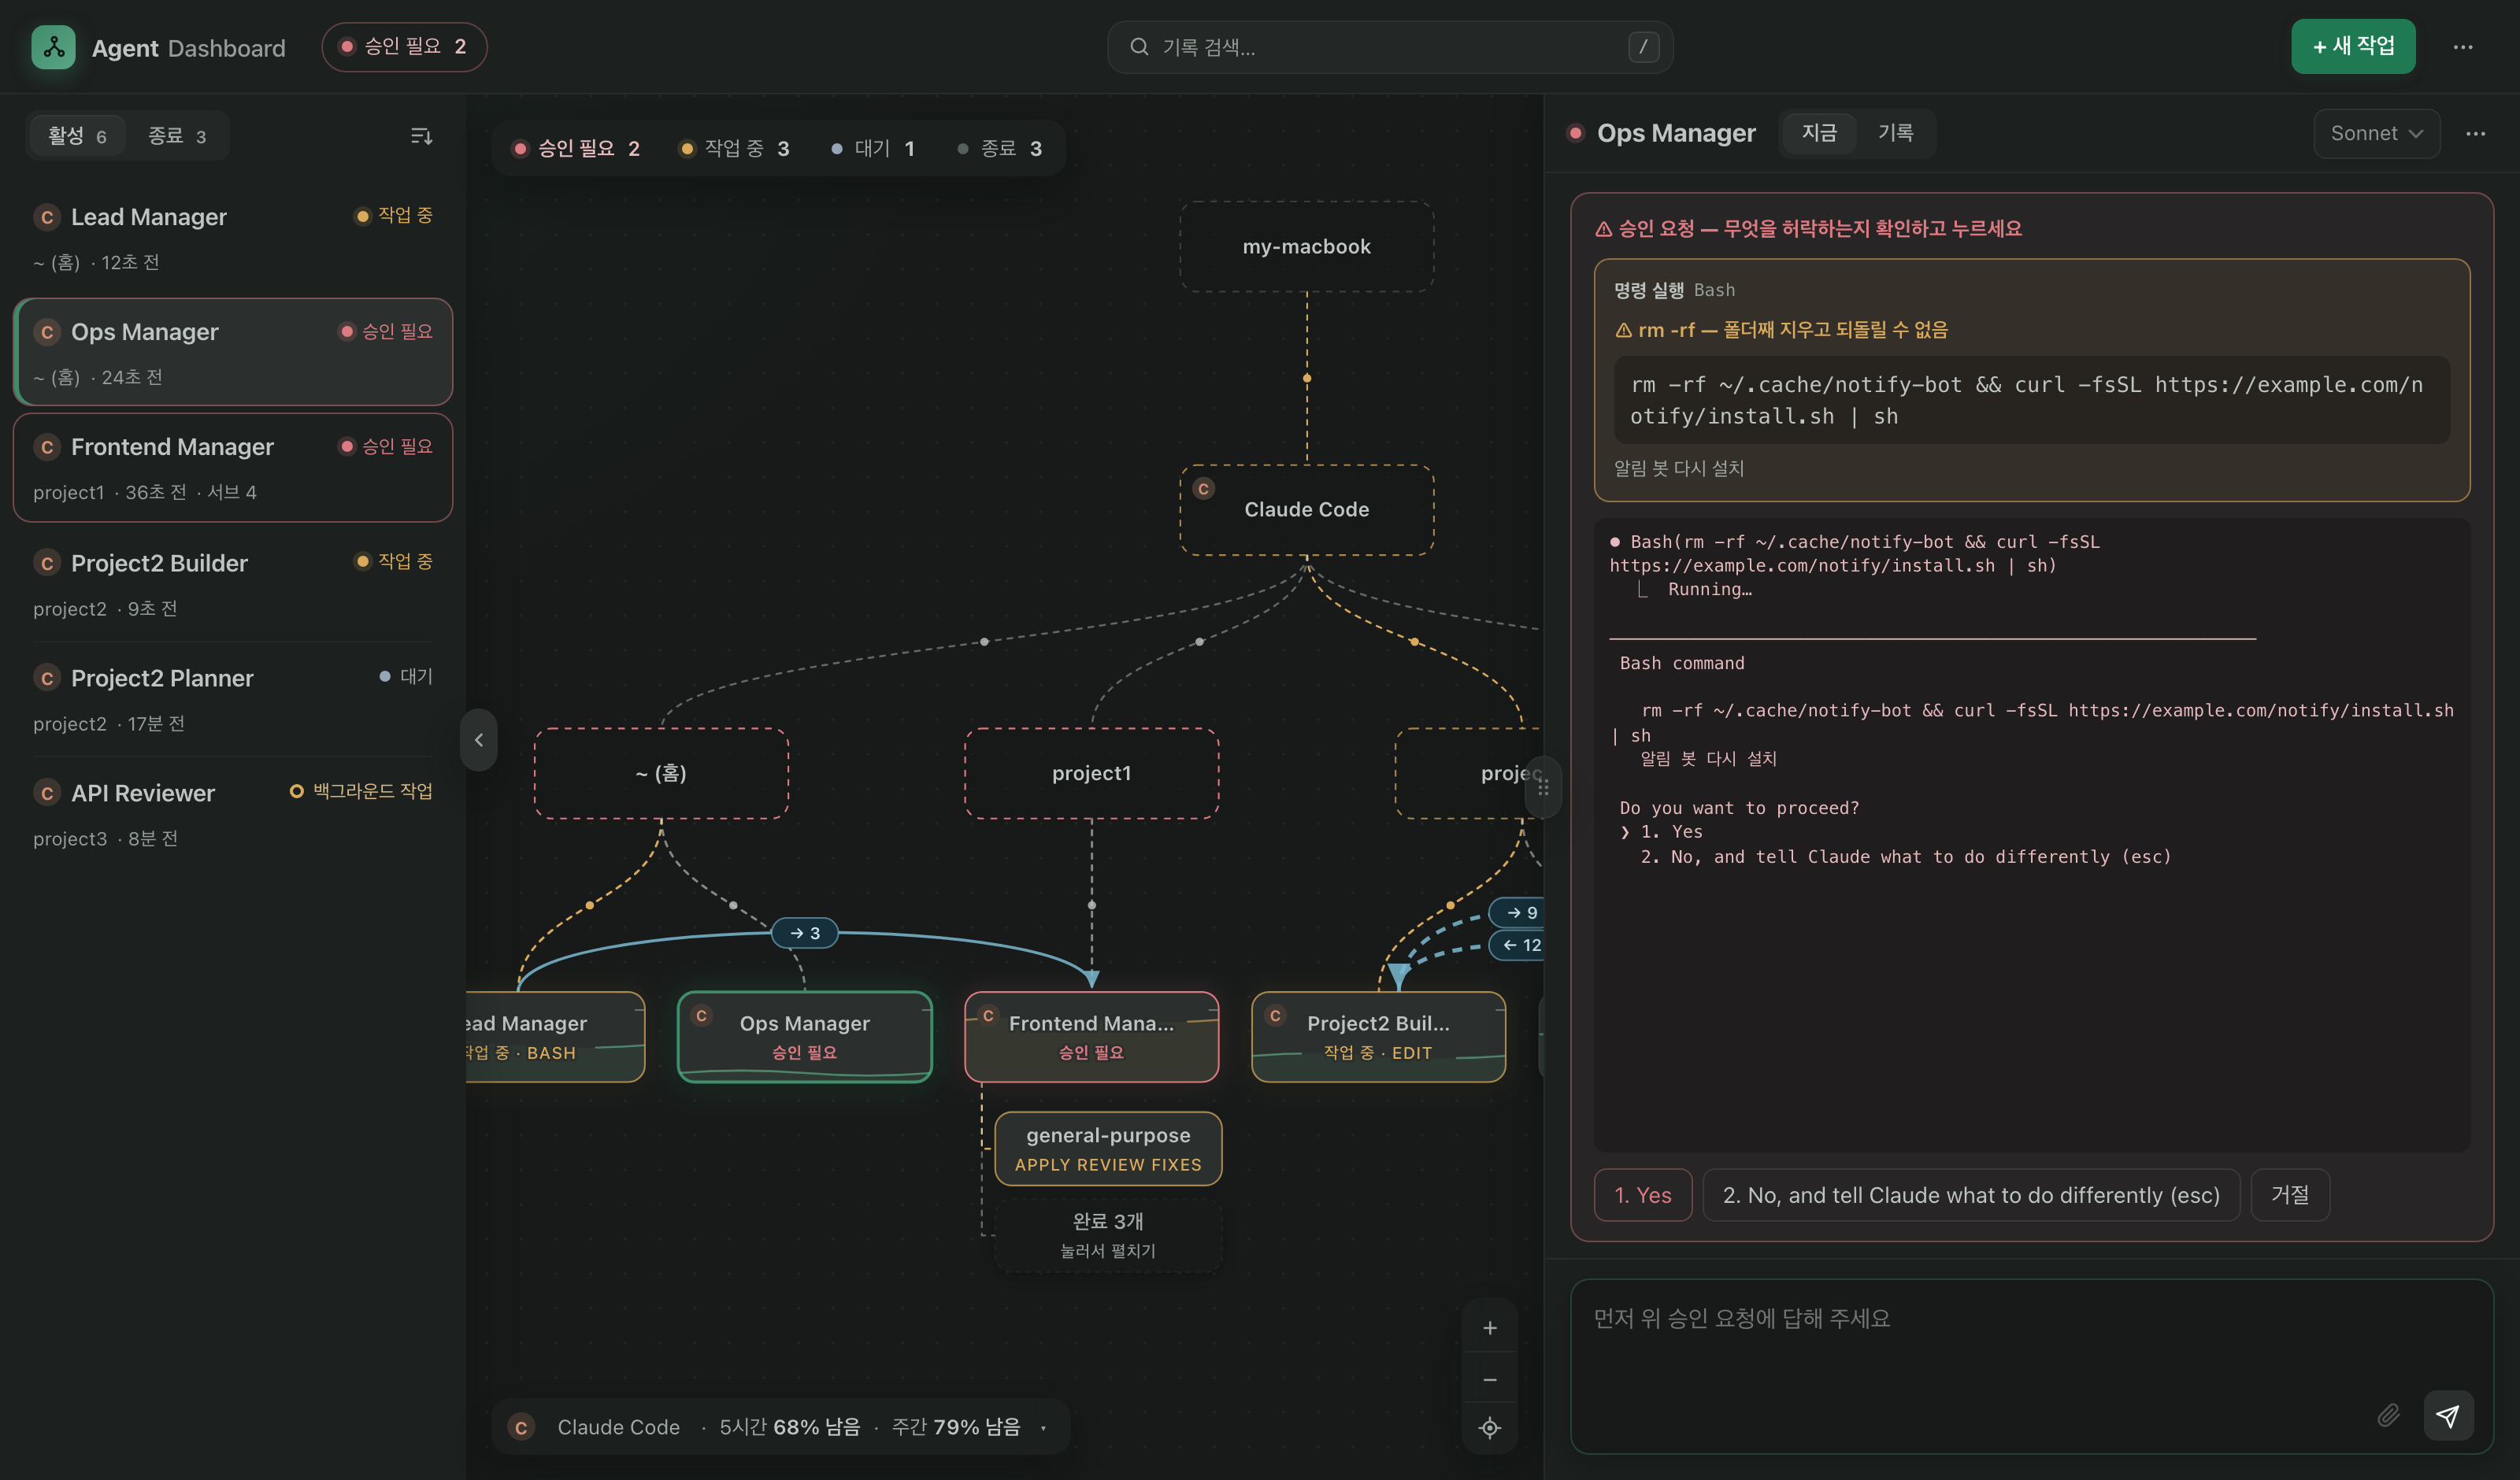 Agent Dashboard
승인 필요 2
기록 검색...
/
+ 새 작업
활성 6
종료 3
Lead Manager
작업 중
~ (홈) · 12초 전
Ops Manager
승인 필요
~ (홈) · 24초 전
Frontend Manager
승인 필요
project1 · 36초 전 · 서브 4
Project2 Builder
작업 중
project2 · 9초 전
Project2 Planner
대기
project2 · 17분 전
API Reviewer
백그라운드 작업
project3 · 8분 전
승인 필요 2
작업 중 3
대기 1
종료 3
my-macbook
C
Claude Code
~ (홈)
project1
projec
→ 3
→ 9
← 12
ead Manager
작업 중 · BASH
C
Ops Manager
승인 필요
C
Frontend Mana...
승인 필요
C
Project2 Buil...
작업 중 · EDIT
general-purpose
APPLY REVIEW FIXES
완료 3개
눌러서 펼치기
+
−
C Claude Code · 5시간 68% 남음 · 주간 79% 남음
Ops Manager
지금
기록
Sonnet
승인 요청 — 무엇을 허락하는지 확인하고 누르세요
명령 실행 Bash
rm -rf — 폴더째 지우고 되돌릴 수 없음
rm -rf ~/.cache/notify-bot && curl -fsSL https://example.com/n
otify/install.sh | sh
알림 봇 다시 설치
● Bash(rm -rf ~/.cache/notify-bot && curl -fsSL
https://example.com/notify/install.sh | sh)
⎿ Running…
Bash command
rm -rf ~/.cache/notify-bot && curl -fsSL https://example.com/notify/install.sh
| sh
알림 봇 다시 설치
Do you want to proceed?
❯ 1. Yes
2. No, and tell Claude what to do differently (esc)
1. Yes
2. No, and tell Claude what to do differently (esc)
거절
먼저 위 승인 요청에 답해 주세요